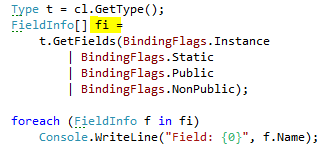 Type t = cl.GetType();
FieldInfo[] fi =
t.GetFields(BindingFlags.Instance
| BindingFlags.Static
| BindingFlags.Public
| BindingFlags.NonPublic);
foreach (FieldInfo f in fi)
Console.WriteLine("Field: {0}", f.Name);